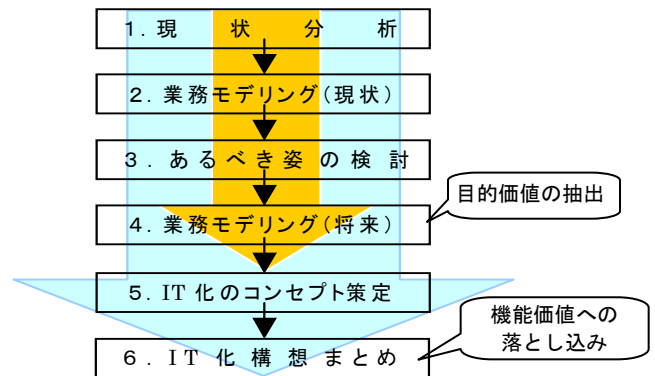 1.現状分析
2.業務モデリング(現状)
3.あるべき姿の検討
4.業務モデリング(将来)
目的価値の抽出
5.IT化のコンセプト策定
6.IT化構想まとめ
機能価値への
落とし込み